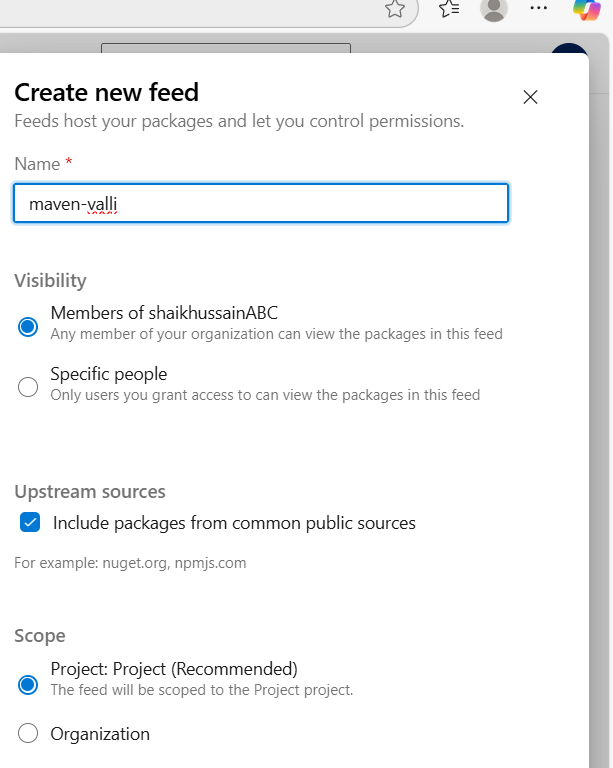 Create new feed
Feeds host your packages and let you control permissions.
Name *
maven-valli
Visibility
Members of shaikhussainABC
Any member of your organization can view the packages in this feed
Specific people
Only users you grant access to can view the packages in this feed
Upstream sources
Include packages from common public sources
For example: nuget.org, npmjs.com
Scope
Project: Project (Recommended)
The feed will be scoped to the Project project.
Organization